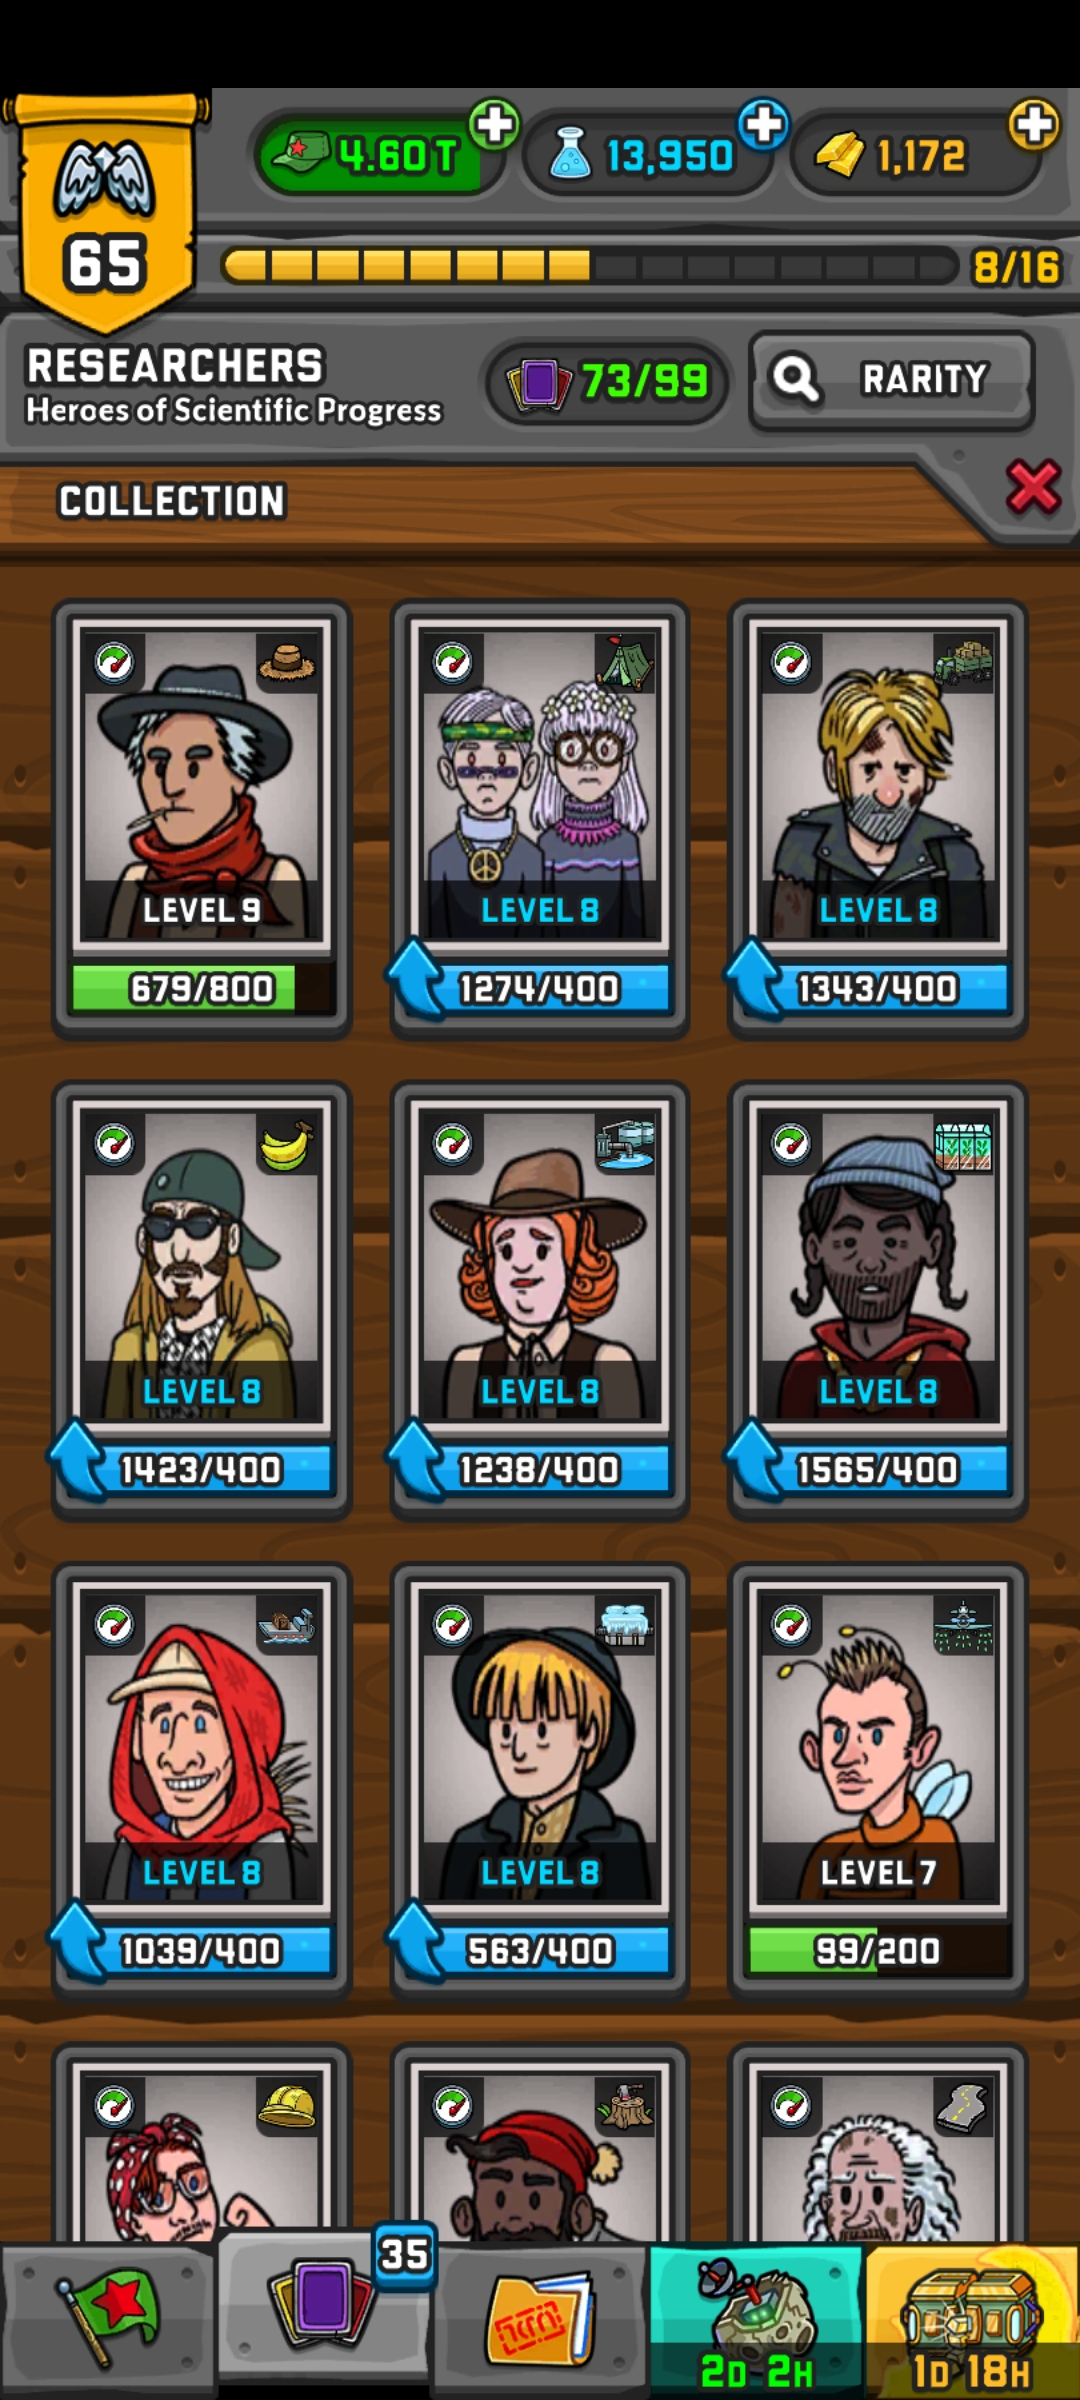 4.60T
13,950
1,172
65
8/16
RESEARCHERS
Heroes of Scientific Progress
73/99
RARITY
COLLECTION
LEVEL 9
LEVEL 8
LEVEL 8
679/800
1274/400
1343/400
LEVEL 8
LEVEL 8
LEVEL 8
1423/400
1238/400
1565/400
LEVEL 8
LEVEL 8
LEVEL 7
1039/400
563/400
99/200
35
2D 2H
1D 18H